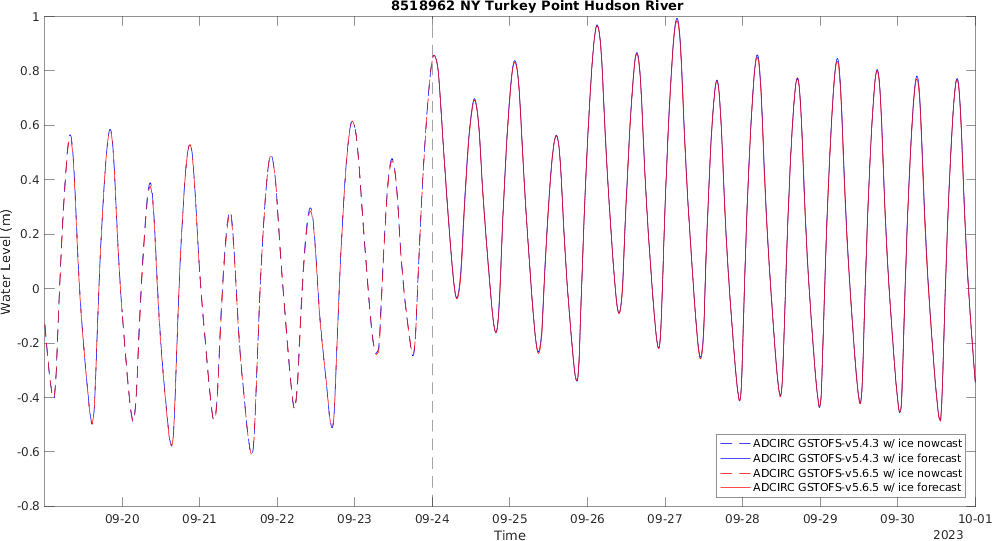 8518962 NY Turkey Point Hudson River
Water Level (m)
1
0.8
0.6
0.4
0.2
0
-0.2
-0.4
-0.6
-0.8
ADCIRC GSTOFS-v5.4.3 w/ ice nowcast
ADCIRC GSTOFS-v5.4.3 w/ ice forecast
ADCIRC GSTOFS-v5.6.5 w/ ice nowcast
ADCIRC GSTOFS-v5.6.5 w/ ice forecast
09-20 09-21 09-22 09-23 09-24 09-25 09-26 09-27 09-28 09-29 09-30 10-01
Time
2023